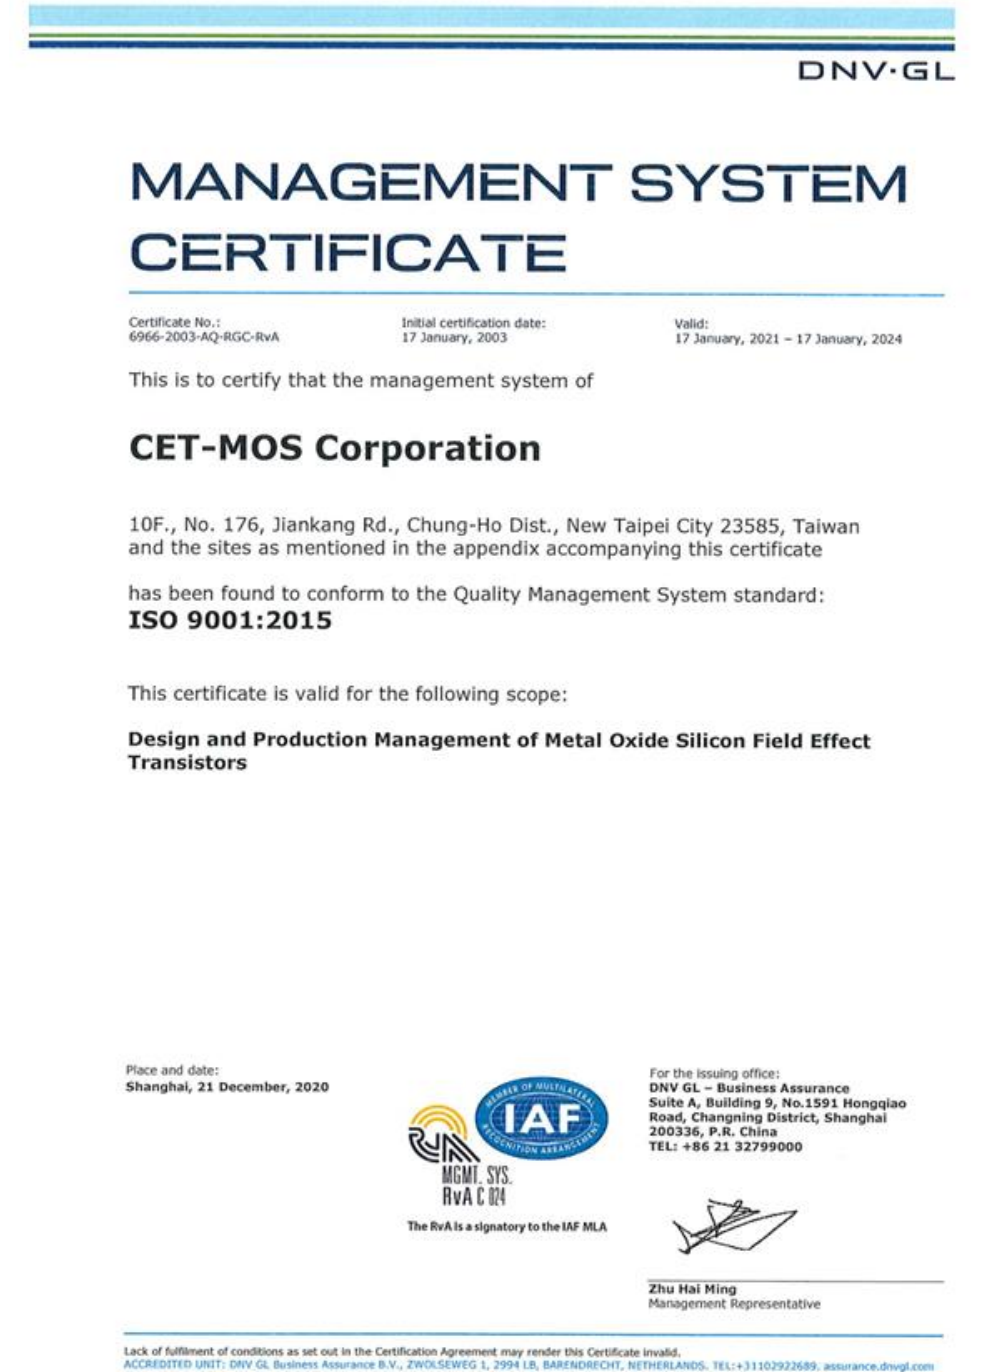 DNV·GL
MANAGEMENT SYSTEM
CERTIFICATE
Certificate No.:
6966-2003-AQ-RGC-RvA
Initial certification date:
17 January, 2003
Valid:
17 January, 2021 – 17 January, 2024
This is to certify that the management system of
CET-MOS Corporation
10F., No. 176, Jiankang Rd., Chung-Ho Dist., New Taipei City 23585, Taiwan
and the sites as mentioned in the appendix accompanying this certificate
has been found to conform to the Quality Management System standard:
ISO 9001:2015
This certificate is valid for the following scope:
Design and Production Management of Metal Oxide Silicon Field Effect
Transistors
Place and date:
Shanghai, 21 December, 2020
MEMBER OF MULTILATERAL
IAF
RECOGNITION ARRANGEMENT
RvA
MGMT. SYS.
RvA C 024
The RvA is a signatory to the IAF MLA
For the issuing office:
DNV GL – Business Assurance
Suite A, Building 9, No.1591 Hongqiao
Road, Changning District, Shanghai
200336, P.R. China
TEL: +86 21 32799000
Zhu Hai Ming
Management Representative
Lack of fulfilment of conditions as set out in the Certification Agreement may render this Certificate invalid.
ACCREDITED UNIT: DNV GL Business Assurance B.V., ZWOLSEWEG 1, 2994 LB, BARENDRECHT, NETHERLANDS. TEL:+31102922689. assurance.dnvgl.com